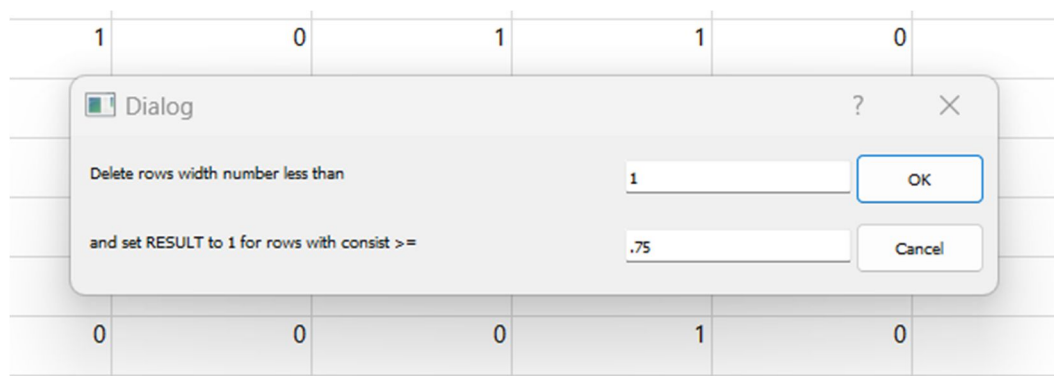 1 0 1 1 0
Dialog ? ×
Delete rows width number less than 1 OK
and set RESULT to 1 for rows with consist >= .75 Cancel
0 0 0 1 0